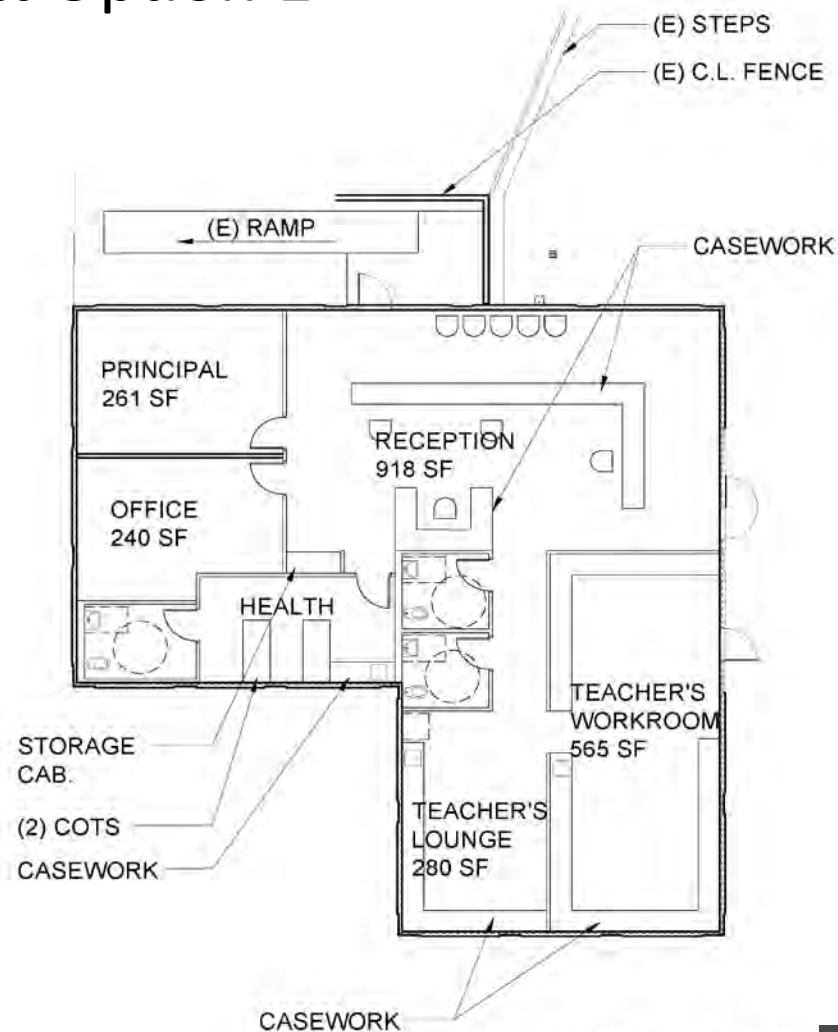 (E) STEPS
(E) C.L. FENCE
(E) RAMP
CASEWORK
PRINCIPAL
261 SF
RECEPTION
918 SF
OFFICE
240 SF
HEALTH
TEACHER'S
WORKROOM
565 SF
STORAGE
CAB.
(2) COTS
CASEWORK
TEACHER'S
LOUNGE
280 SF
CASEWORK